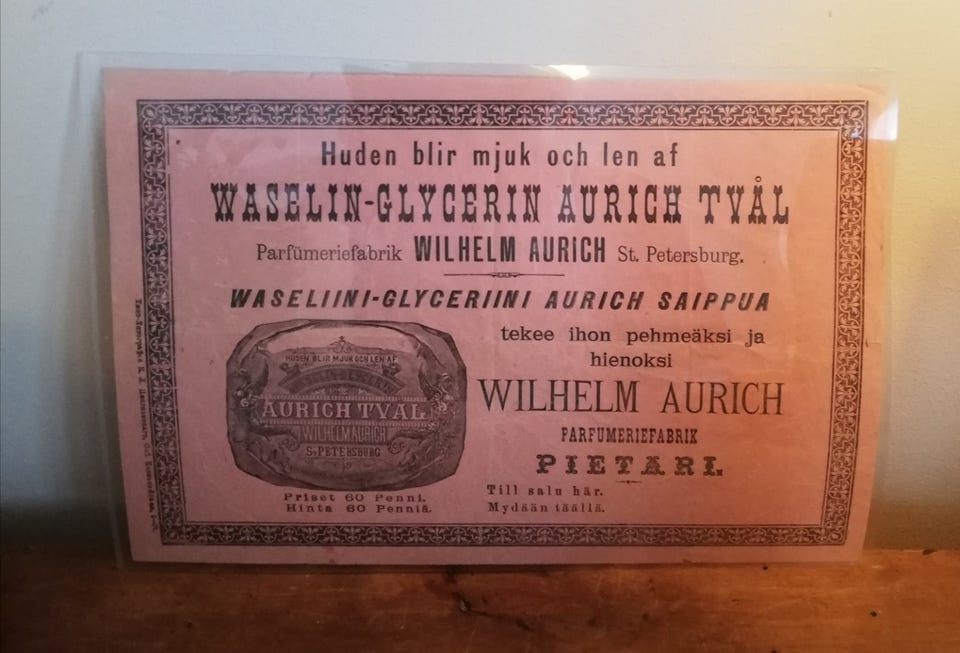 Huden blir mjuk och len af
WASELIN-GLYCERIN AURICH TVÅL
Parfümeriefabrik WILHELM AURICH St. Petersburg.
WASELIINI-GLYCERIINI AURICH SAIPPUA
HUDEN BLIR MJUK OCH LEN AF
AURICH TVÅL
WILHELM AURICH
S. PETERSBURG
Priset 60 Penni.
Hinta 60 Penniä.
tekee ihon pehmeäksi ja
hienoksi
WILHELM AURICH
PARFUMERIEFABRIK
PIETARI.
Till salu här.
Mydään täällä.